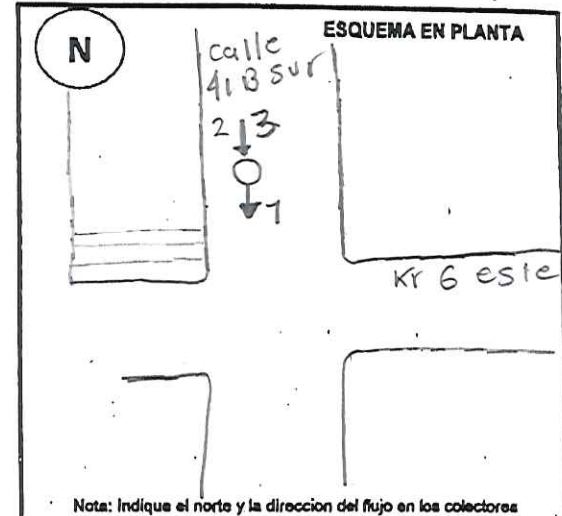 N
ESQUEMA EN PLANTA
calle
41B sur
2 3
1
Kr 6 este
Nota: Indique el norte y la direccion del flujo en los colectores